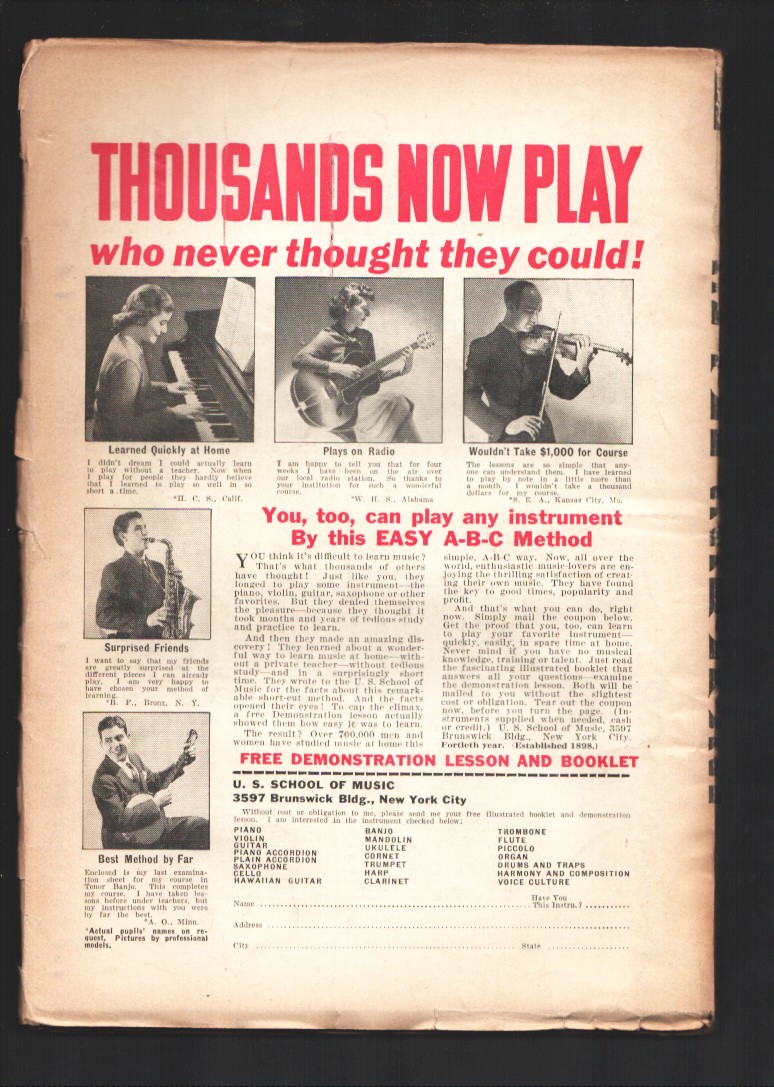 THOUSANDS NOW PLAY
who never thought they could!
Learned Quickly at Home
I didn't dream I could actually learn
to play without a teacher. Now when
I play for people they hardly believe
that I learned to play so well in so
short a time.
*H. C. S., Calif.
Plays on Radio
I am happy to tell you that for four
weeks I have been on the air over
our local radio station. So thanks to
your institution for such a wonderful
course.
*W. H. S., Alabama
Wouldn't Take $1,000 for Course
The lessons are so simple that any-
one can understand them. I have learned
to play by note in a little more than
a month. I wouldn't take a thousand
dollars for my course.
*S. E. A., Kansas City, Mo.
Surprised Friends
I want to say that my friends
are greatly surprised at the
different pieces I can already
play. I am very happy to
have chosen your method of
learning.
*B. F., Bronx, N. Y.
Best Method by Far
Enclosed is my last examina-
tion sheet for my course in
Tenor Banjo. This completes
my course. I have taken les-
sons before under teachers, but
my instructions with you were
by far the best.
*A. O., Minn.
*Actual pupils' names on re-
quest. Pictures by professional
models.
You, too, can play any instrument
By this EASY A-B-C Method
YOU think it's difficult to learn music?
That's what thousands of others
have thought! Just like you, they
longed to play some instrument—the
piano, violin, guitar, saxophone or other
favorites. But they denied themselves
the pleasure—because they thought it
took months and years of tedious study
and practice to learn.
And then they made an amazing dis-
covery! They learned about a wonder-
ful way to learn music at home—with-
out a private teacher—without tedious
study—and in a surprisingly short
time. They wrote to the U. S. School of
Music for the facts about this remark-
able short-cut method. And the facts
opened their eyes! To cap the climax,
a free Demonstration lesson actually
showed them how easy it was to learn.
The result? Over 700,000 men and
women have studied music at home this
simple, A-B-C way. Now, all over the
world, enthusiastic music-lovers are en-
joying the thrilling satisfaction of creat-
ing their own music. They have found
the key to good times, popularity and
profit.
And that's what you can do, right
now. Simply mail the coupon below.
Get the proof that you, too, can learn
to play your favorite instrument—
quickly, easily, in spare time at home.
Never mind if you have no musical
knowledge, training or talent. Just read
the fascinating illustrated booklet that
answers all your questions—examine
the demonstration lesson. Both will be
mailed to you without the slightest
cost or obligation. Tear out the coupon
now, before you turn the page. (In-
struments supplied when needed, cash
or credit.) U. S. School of Music, 3597
Brunswick Bldg., New York City.
Fortieth year. (Established 1898.)
FREE DEMONSTRATION LESSON AND BOOKLET
U. S. SCHOOL OF MUSIC
3597 Brunswick Bldg., New York City
Without cost or obligation to me, please send me your free illustrated booklet and demonstration
lesson. I am interested in the instrument checked below:
PIANO
VIOLIN
GUITAR
PIANO ACCORDION
PLAIN ACCORDION
SAXOPHONE
CELLO
HAWAIIAN GUITAR
BANJO
MANDOLIN
UKULELE
CORNET
TRUMPET
HARP
CLARINET
TROMBONE
FLUTE
PICCOLO
ORGAN
DRUMS AND TRAPS
HARMONY AND COMPOSITION
VOICE CULTURE
Have You
Name This Instru.?
Address
City State